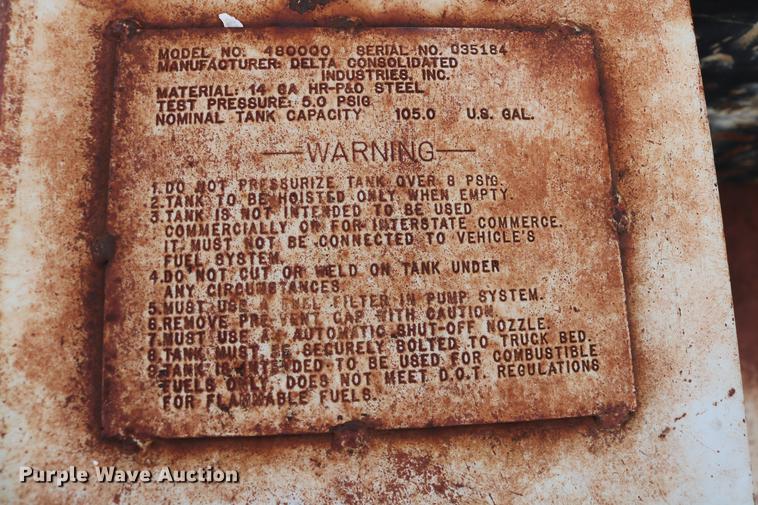 MODEL NO. 480000 SERIAL NO. 035184
MANUFACTURER: DELTA CONSOLIDATED
INDUSTRIES, INC.
MATERIAL: 14 GA HR-P&O STEEL
TEST PRESSURE: 5.0 PSIG
NOMINAL TANK CAPACITY 105.0 U.S. GAL.
—WARNING—
1. DO NOT PRESSURIZE TANK OVER 8 PSIG.
2. TANK TO BE HOISTED ONLY WHEN EMPTY.
3. TANK IS NOT INTENDED TO BE USED
COMMERCIALLY OR FOR INTERSTATE COMMERCE.
IT MUST NOT BE CONNECTED TO VEHICLE'S
FUEL SYSTEM.
4. DO NOT CUT OR WELD ON TANK UNDER
ANY CIRCUMSTANCES
5. MUST USE A FUEL FILTER IN PUMP SYSTEM.
6. REMOVE VENT CAP WITH CAUTION.
7. MUST USE AUTOMATIC SHUT-OFF NOZZLE.
8. TANK MUST BE SECURELY BOLTED TO TRUCK BED.
9. TANK IS INTENDED TO BE USED FOR COMBUSTIBLE
FUELS ONLY. DOES NOT MEET D.O.T. REGULATIONS
FOR FLAMMABLE FUELS.
Purple Wave Auction